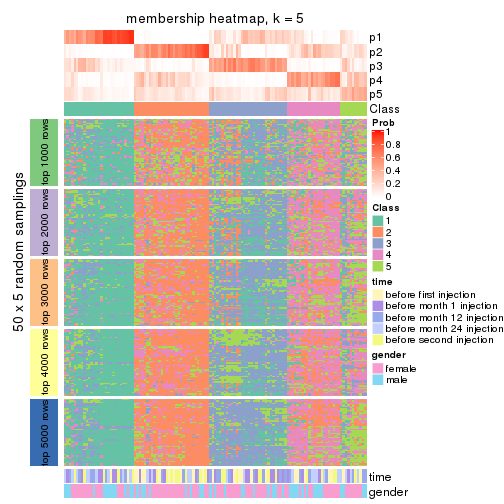 membership heatmap, k = 5
p1
p2
p3
p4
p5
Class
Prob
1
0.8
0.6
0.4
0.2
0
Class
1
2
3
4
5
time
before first injection
before month 1 injection
before month 12 injection
before month 24 injection
before second injection
gender
female
male
50 x 5 random samplings
top 1000 rows
top 2000 rows
top 3000 rows
top 4000 rows
top 5000 rows
time
gender